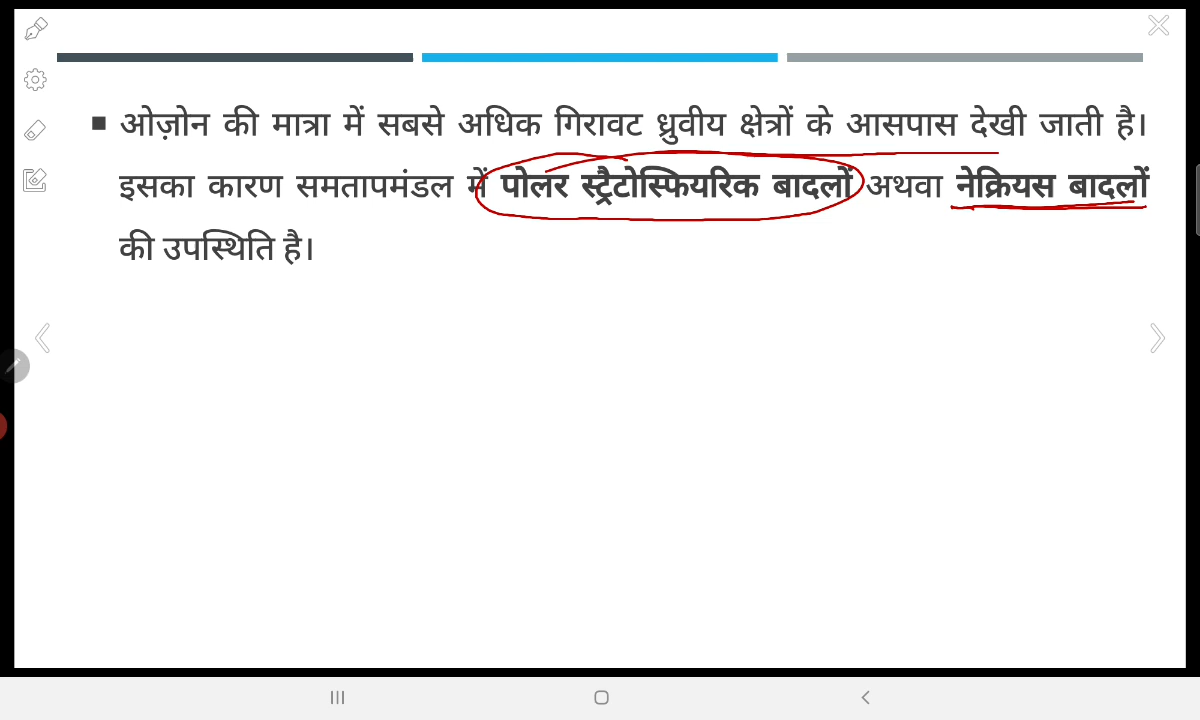 ■ ओज़ोन की मात्रा में सबसे अधिक गिरावट ध्रुवीय क्षेत्रों के आसपास देखी जाती है।
इसका कारण समतापमंडल में पोलर स्ट्रैटोस्फियरिक बादलों अथवा नेक्रियस बादलों
की उपस्थिति है।